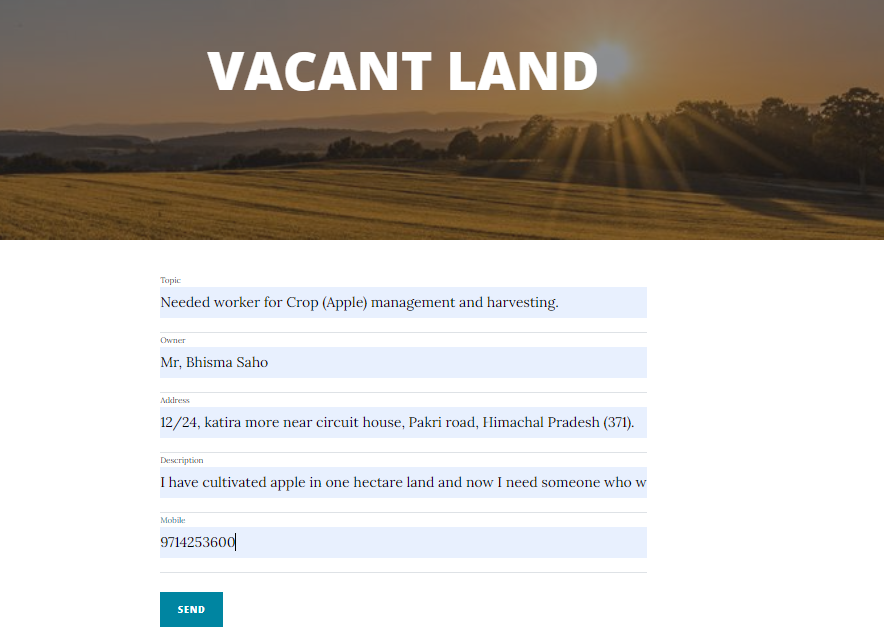 VACANT LAND
Topic
Needed worker for Crop (Apple) management and harvesting.
Owner
Mr, Bhisma Saho
Address
12/24, katira more near circuit house, Pakri road, Himachal Pradesh (371).
Description
I have cultivated apple in one hectare land and now I need someone who w
Mobile
9714253600
SEND